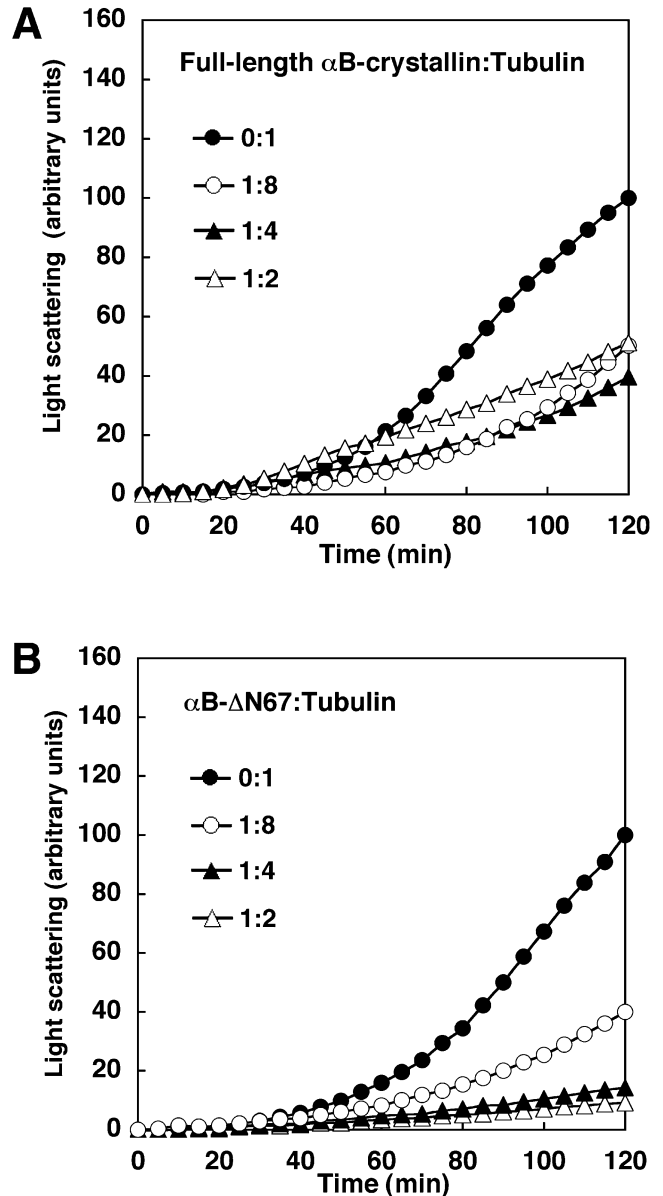 A
Full-length αB-crystallin:Tubulin
0:1
1:8
1:4
1:2
Light scattering (arbitrary units)
160
140
120
100
80
60
40
20
0
0 20 40 60 80 100 120
Time (min)
B
αB-ΔN67:Tubulin
0:1
1:8
1:4
1:2
Light scattering (arbitrary units)
160
140
120
100
80
60
40
20
0
0 20 40 60 80 100 120
Time (min)